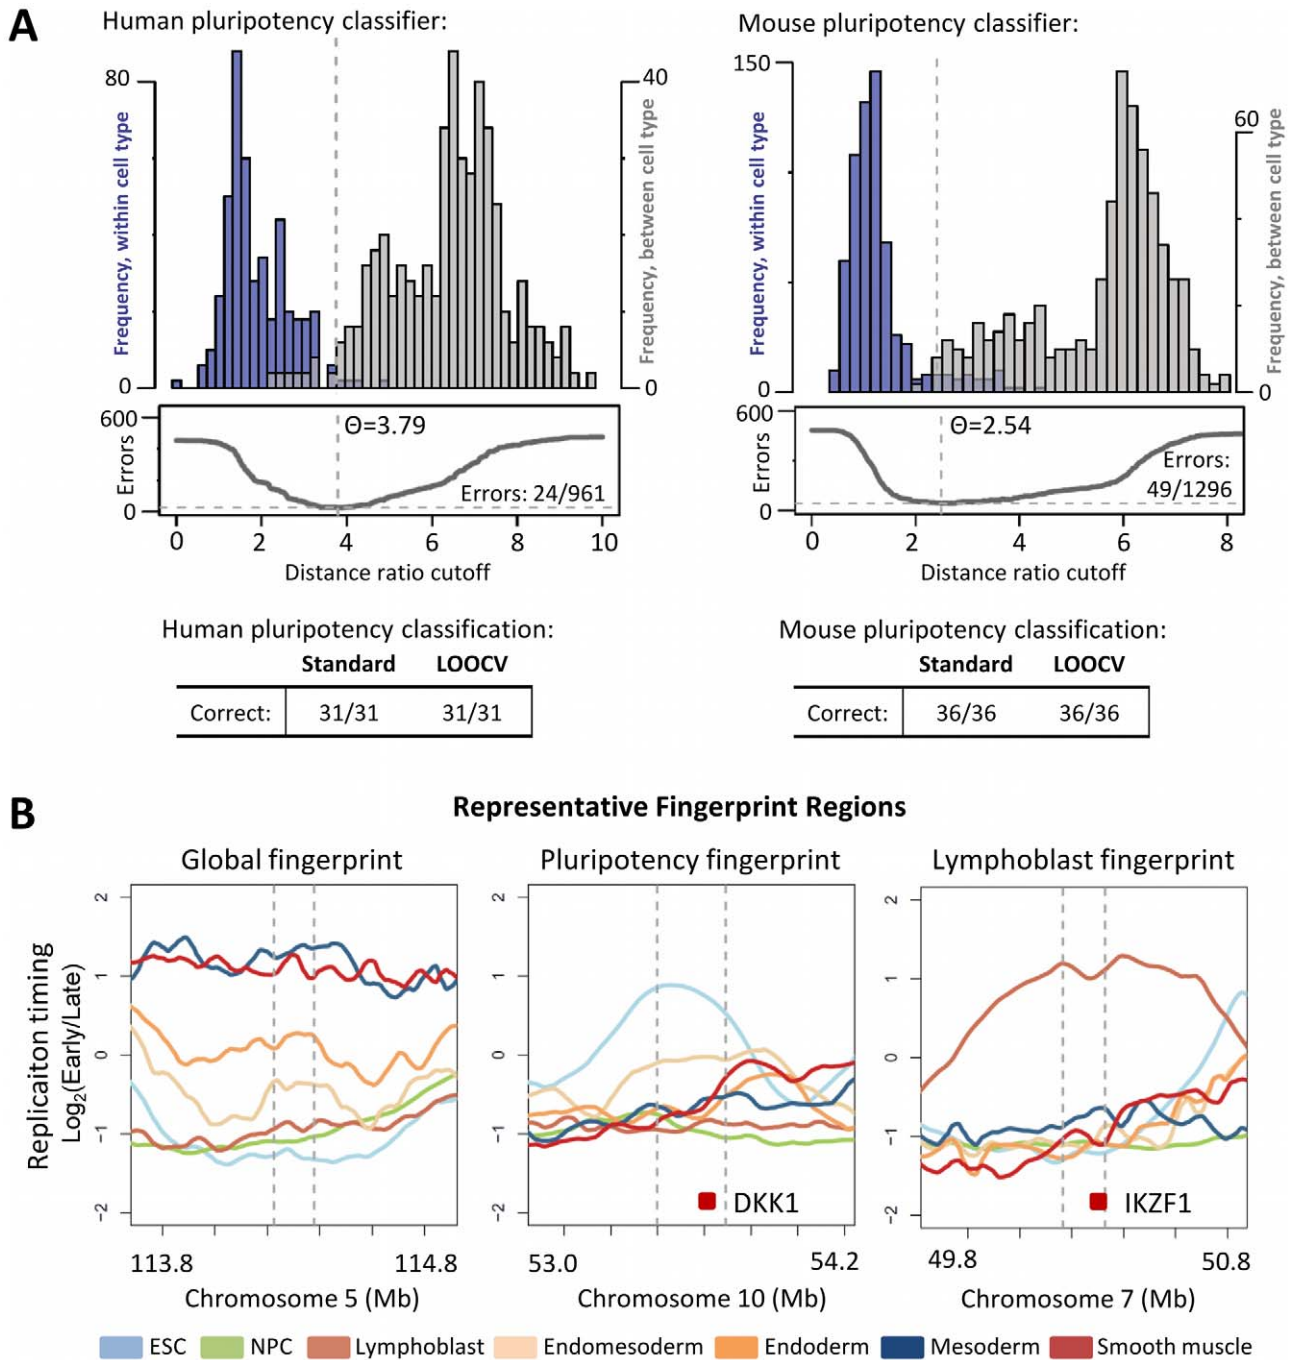 A
Human pluripotency classifier:
Mouse pluripotency classifier:
Frequency, within cell type
80
0
40
0
Frequency, between cell type
Frequency, within cell type
150
0
60
0
Frequency, between cell type
Errors
600
0
Θ=3.79
Errors: 24/961
0 2 4 6 8 10
Distance ratio cutoff
Errors
600
0
Θ=2.54
Errors:
49/1296
0 2 4 6 8
Distance ratio cutoff
Human pluripotency classification:
Standard LOOCV
Correct: 31/31 31/31
Mouse pluripotency classification:
Standard LOOCV
Correct: 36/36 36/36
B
Representative Fingerprint Regions
Global fingerprint
Pluripotency fingerprint
Lymphoblast fingerprint
Replicaiton timing
Log2(Early/Late)
2
1
0
-1
-2
113.8 114.8
Chromosome 5 (Mb)
2
1
0
-1
-2
DKK1
53.0 54.2
Chromosome 10 (Mb)
2
1
0
-1
-2
IKZF1
49.8 50.8
Chromosome 7 (Mb)
ESC NPC Lymphoblast Endomesoderm Endoderm Mesoderm Smooth muscle